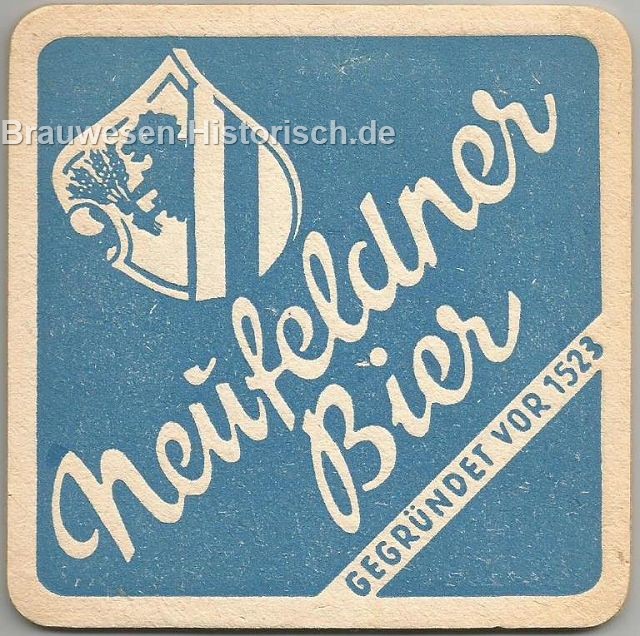 Brauwesen-Historisch.de
Neufeldner
Bier
GEGRÜNDET VOR 1523